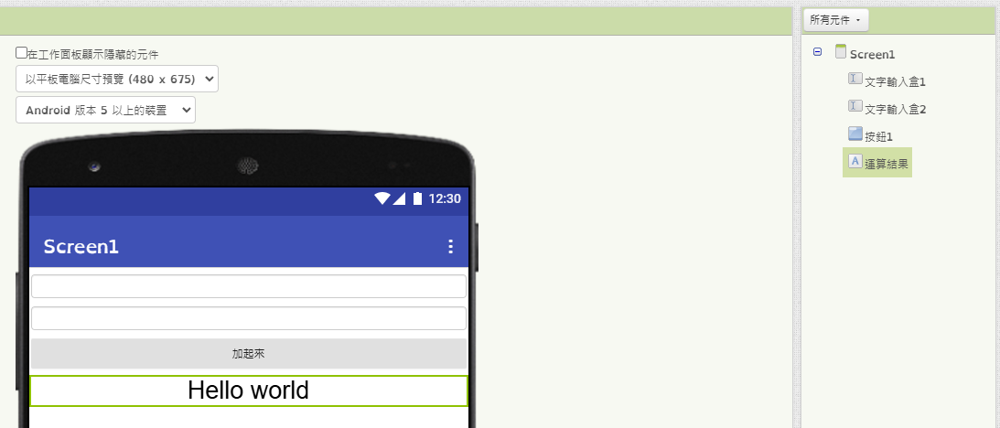 在工作面板顯示隱藏的元件
以平板電腦尺寸預覽 (480 x 675)
Android 版本 5 以上的裝置
12:30
Screen1
加起來
Hello world
所有元件
Screen1
文字輸入盒1
文字輸入盒2
按鈕1
運算結果